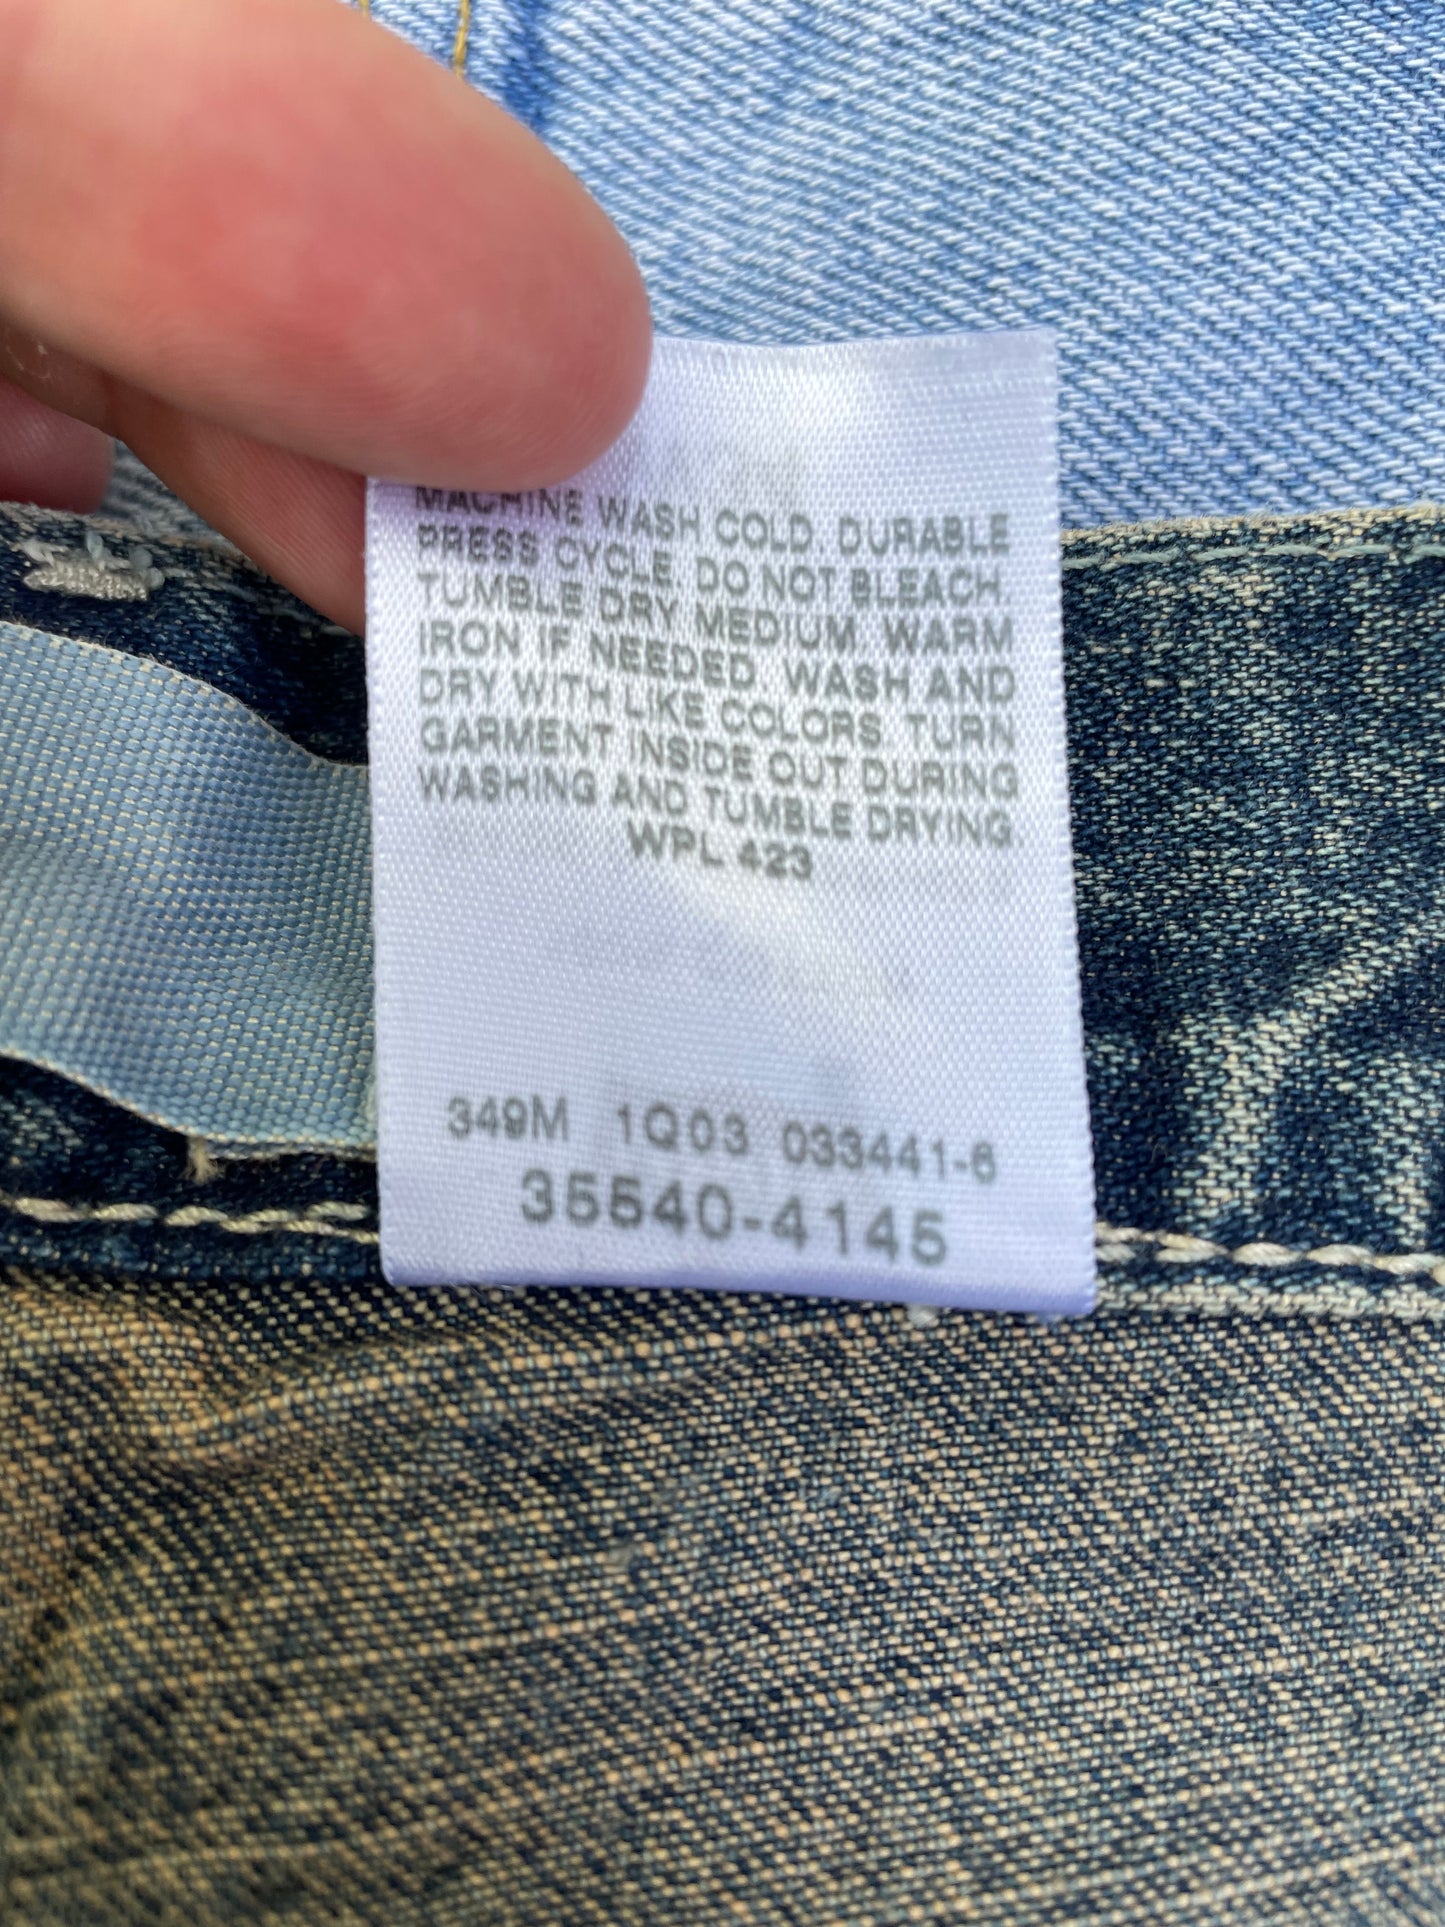 MACHINE WASH COLD. DURABLE
PRESS CYCLE. DO NOT BLEACH.
TUMBLE DRY MEDIUM. WARM
IRON IF NEEDED. WASH AND
DRY WITH LIKE COLORS. TURN
GARMENT INSIDE OUT DURING
WASHING AND TUMBLE DRYING
WPL 423
349M 1Q03 033441-6
35540-4145